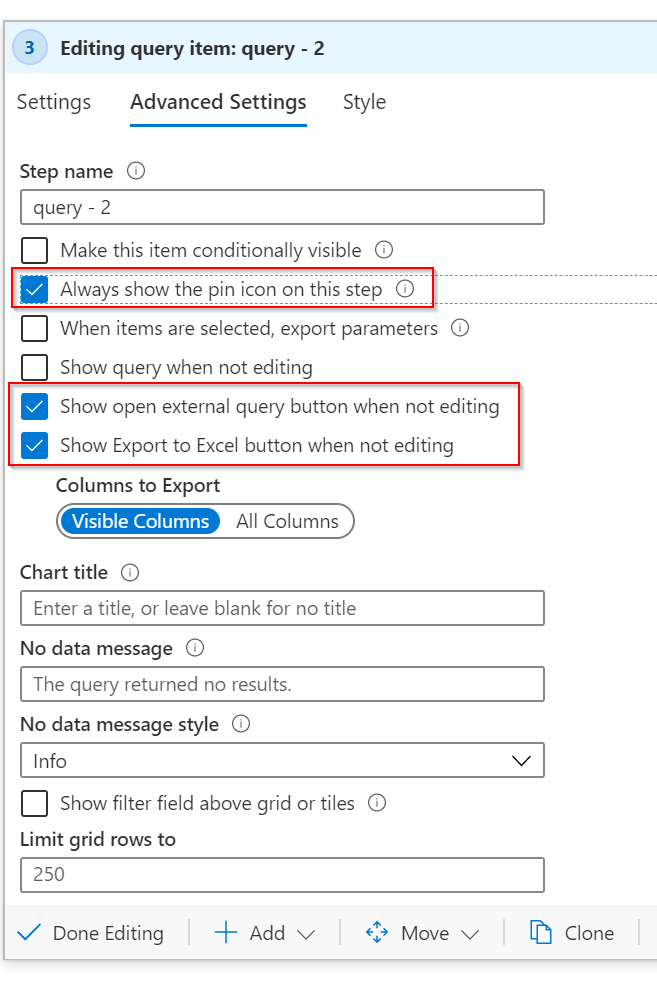 3 Editing query item: query - 2
Settings Advanced Settings Style
Step name
query - 2
Make this item conditionally visible
Always show the pin icon on this step
When items are selected, export parameters
Show query when not editing
Show open external query button when not editing
Show Export to Excel button when not editing
Columns to Export
Visible Columns All Columns
Chart title
Enter a title, or leave blank for no title
No data message
The query returned no results.
No data message style
Info
Show filter field above grid or tiles
Limit grid rows to
250
Done Editing Add Move Clone